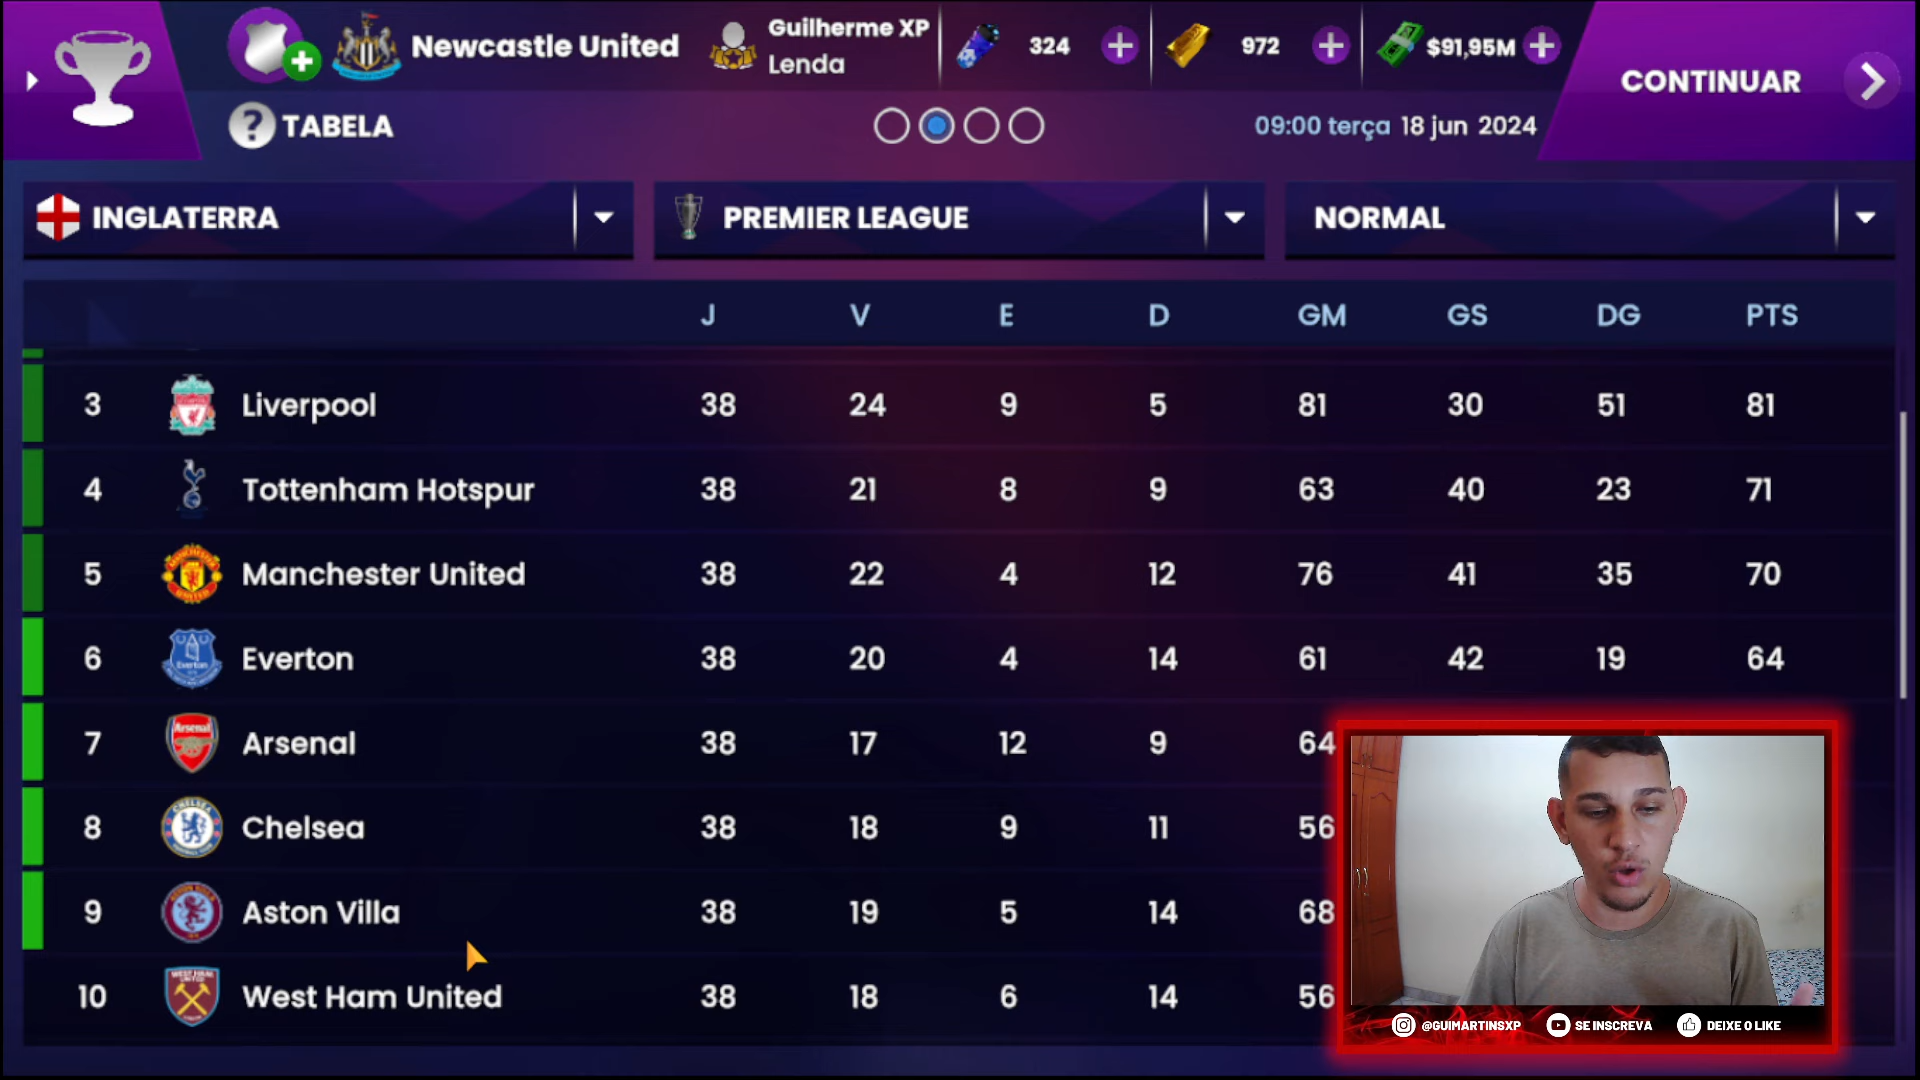 Newcastle United
Guilherme XP
Lenda
324
972
$91,95M
CONTINUAR
? TABELA
09:00 terça 18 jun 2024
INGLATERRA
PREMIER LEAGUE
NORMAL
J V E D GM GS DG PTS
3 Liverpool 38 24 9 5 81 30 51 81
4 Tottenham Hotspur 38 21 8 9 63 40 23 71
5 Manchester United 38 22 4 12 76 41 35 70
6 Everton 38 20 4 14 61 42 19 64
7 Arsenal 38 17 12 9 64
8 Chelsea 38 18 9 11 56
9 Aston Villa 38 19 5 14 68
10 West Ham United 38 18 6 14 56
@GUIMARTINSXP SE INSCREVA DEIXE O LIKE